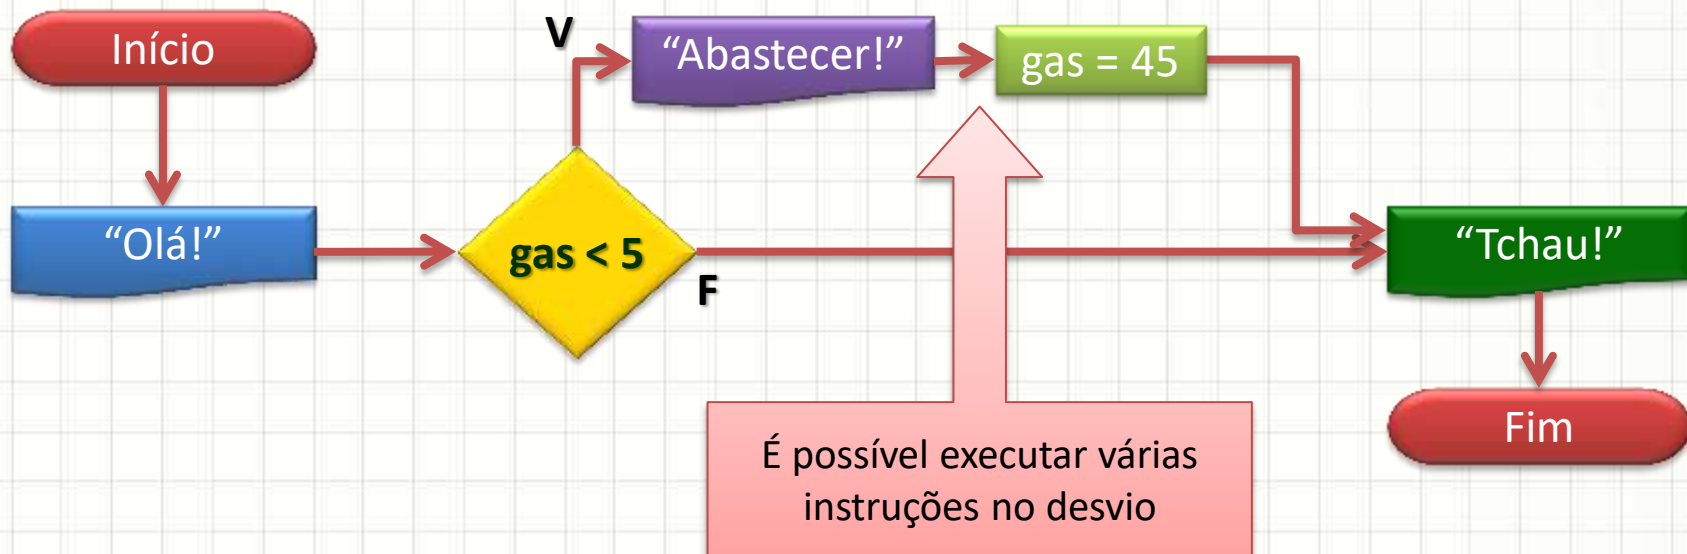 Início
“Olá!”
gas < 5
V
“Abastecer!”
gas = 45
F
“Tchau!”
Fim
É possível executar várias
instruções no desvio